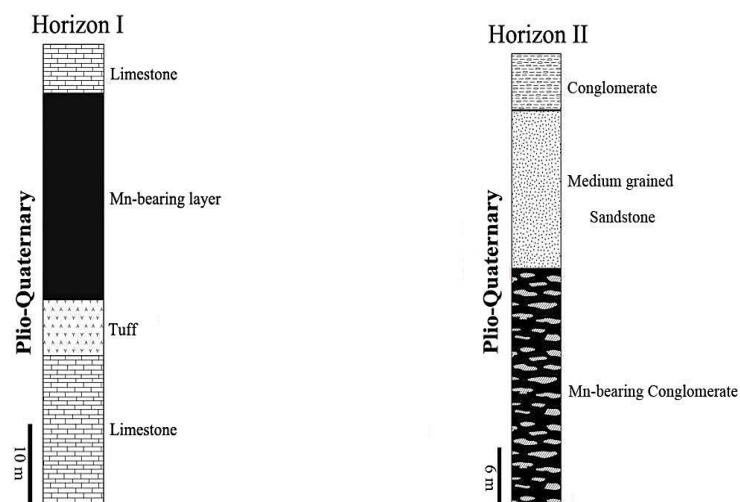 Horizon I
Limestone
Mn-bearing layer
Tuff
Limestone
Plio-Quaternary
10 m
Horizon II
Conglomerate
Medium grained
Sandstone
Mn-bearing Conglomerate
Plio-Quaternary
6 m